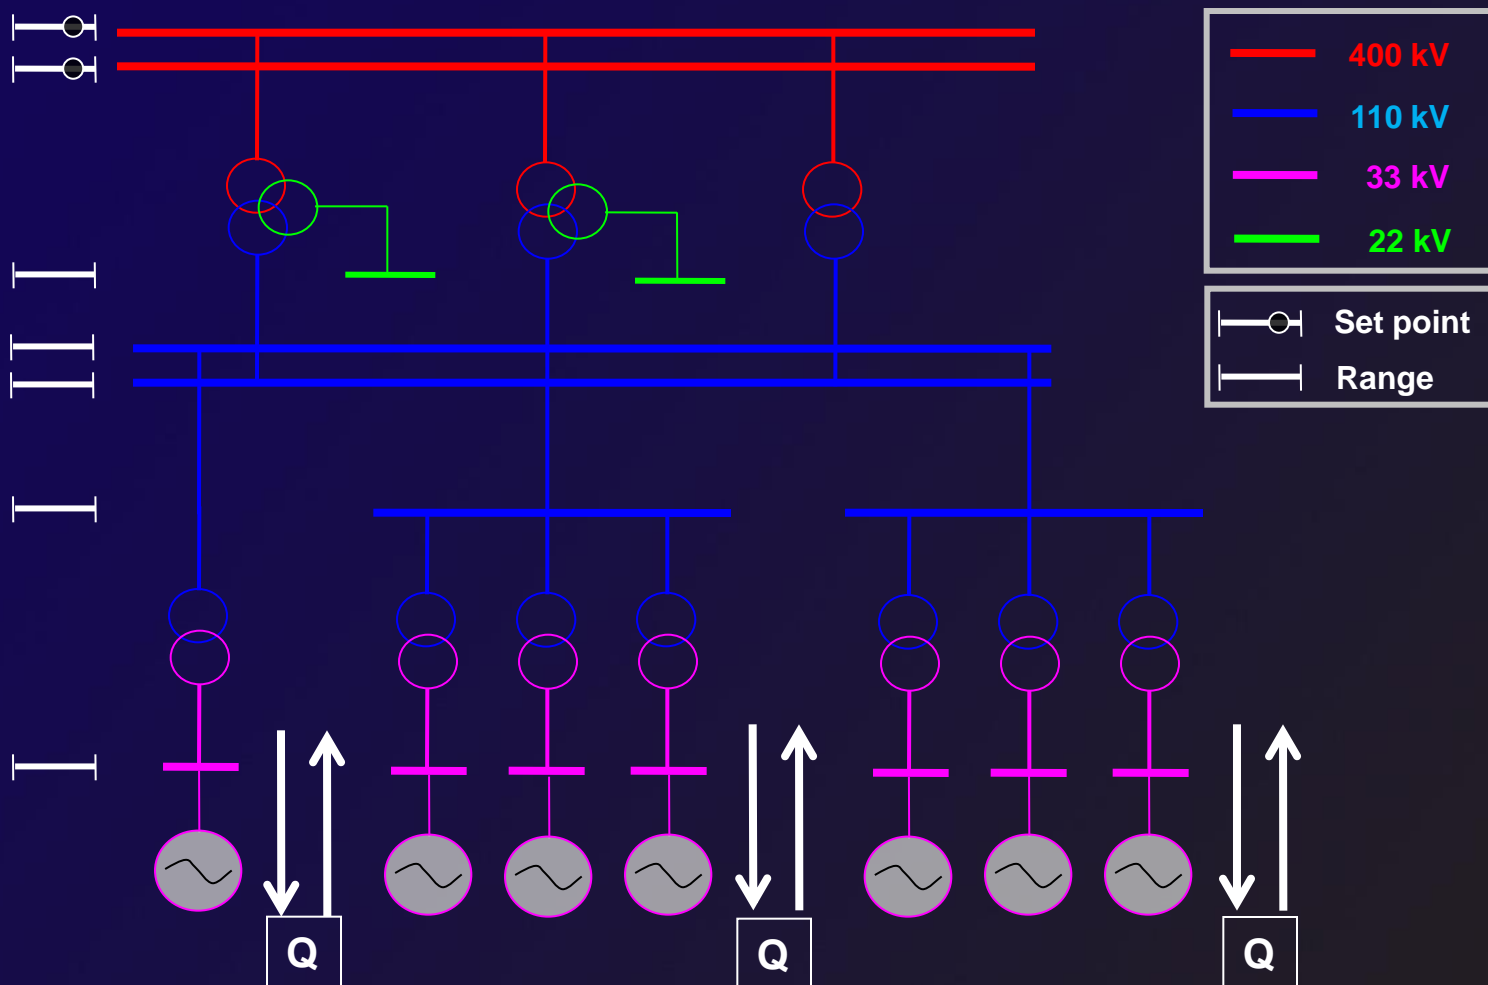 400 kV
110 kV
33 kV
22 kV
Set point
Range
Q
Q
Q